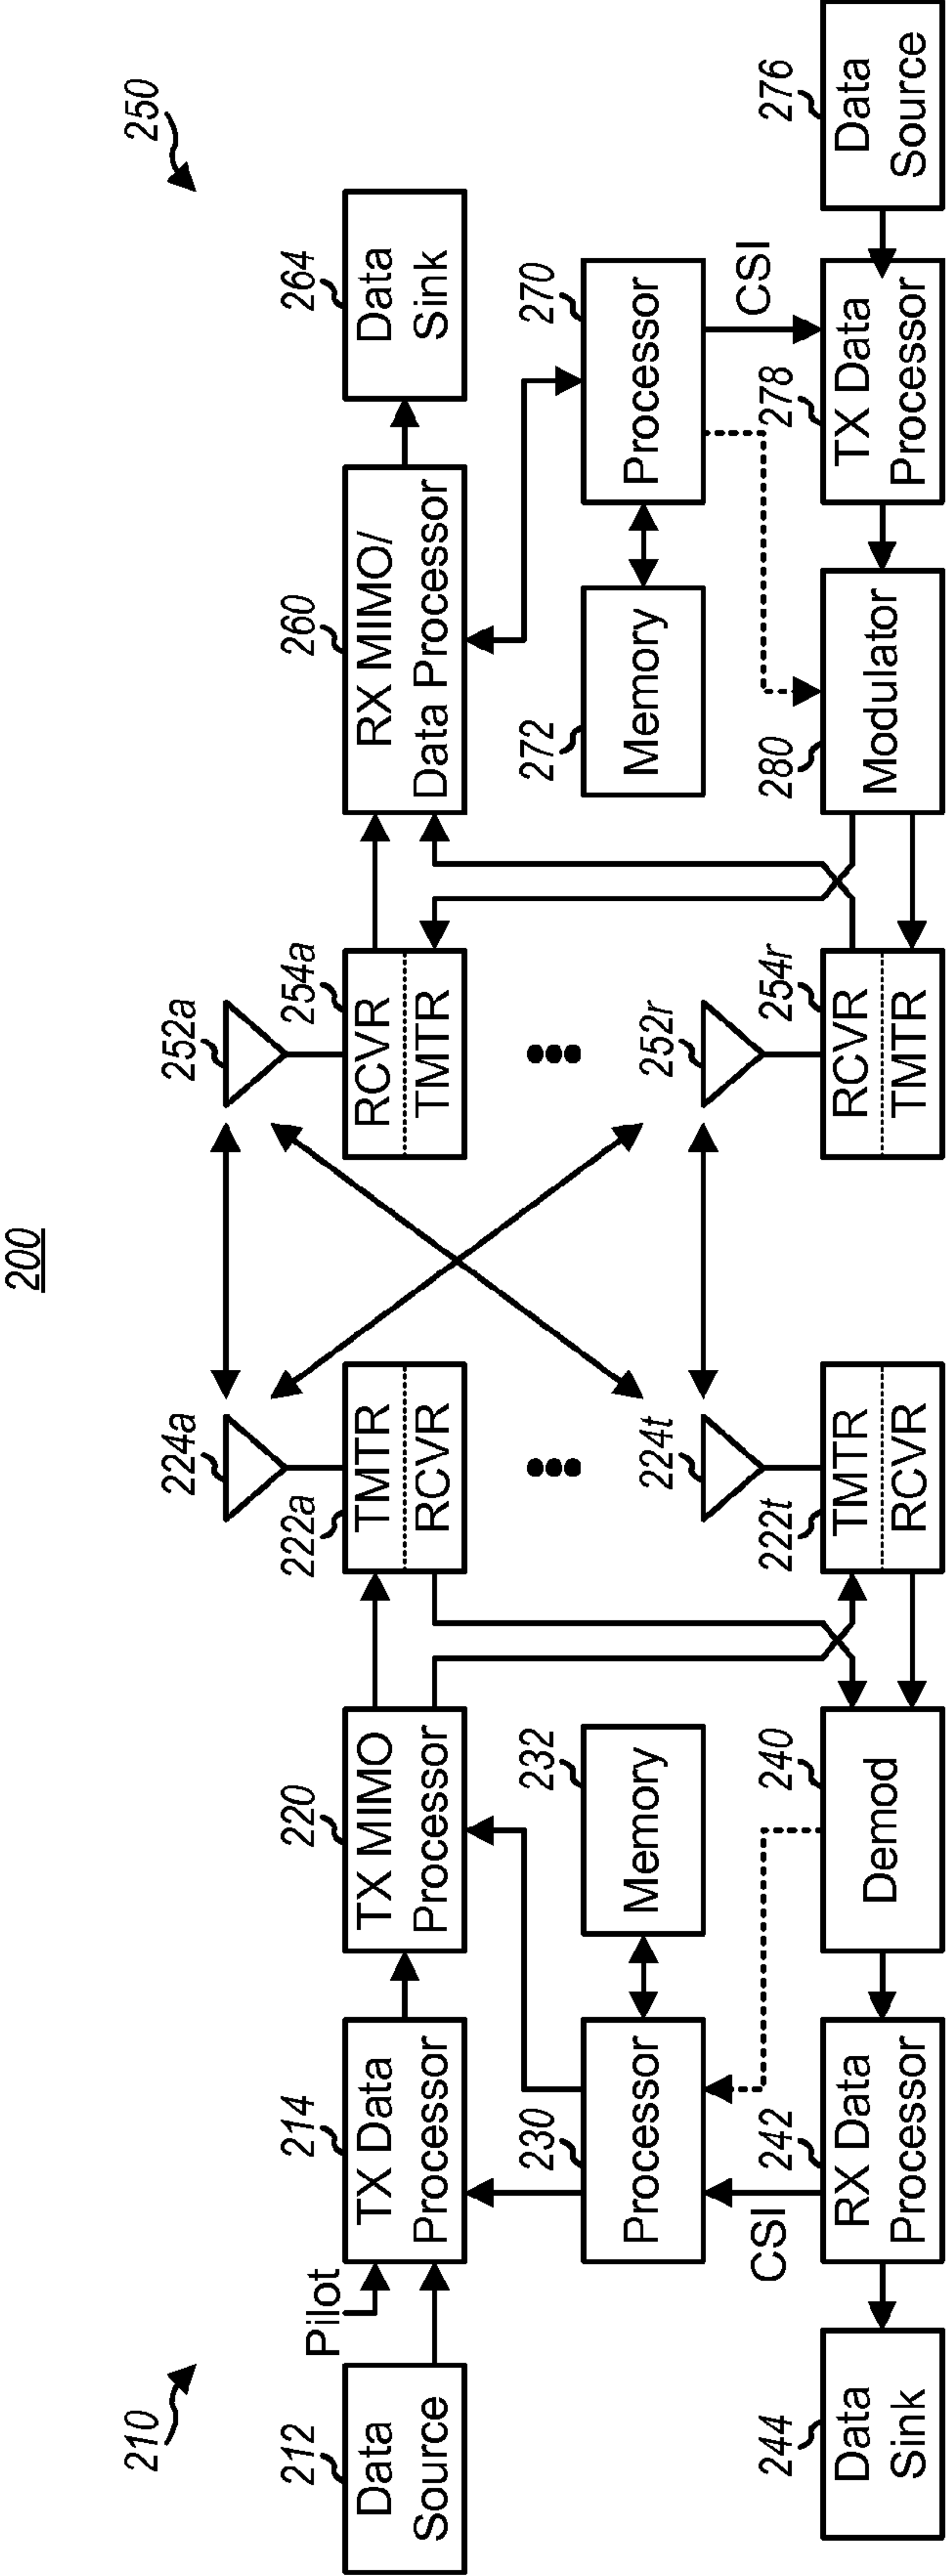 200
210
250
224a
252a
212
214
220
222a
254a
260
264
Pilot
Data
Source
TX Data
Processor
TX MIMO
Processor
TMTR
RCVR
RCVR
TMTR
RX MIMO/
Data Processor
Data
Sink
230
232
224t
252r
272
270
Processor
Memory
Memory
Processor
CSI
CSI
244
242
240
222t
254r
280
278
276
Data
Sink
RX Data
Processor
Demod
TMTR
RCVR
RCVR
TMTR
Modulator
TX Data
Processor
Data
Source